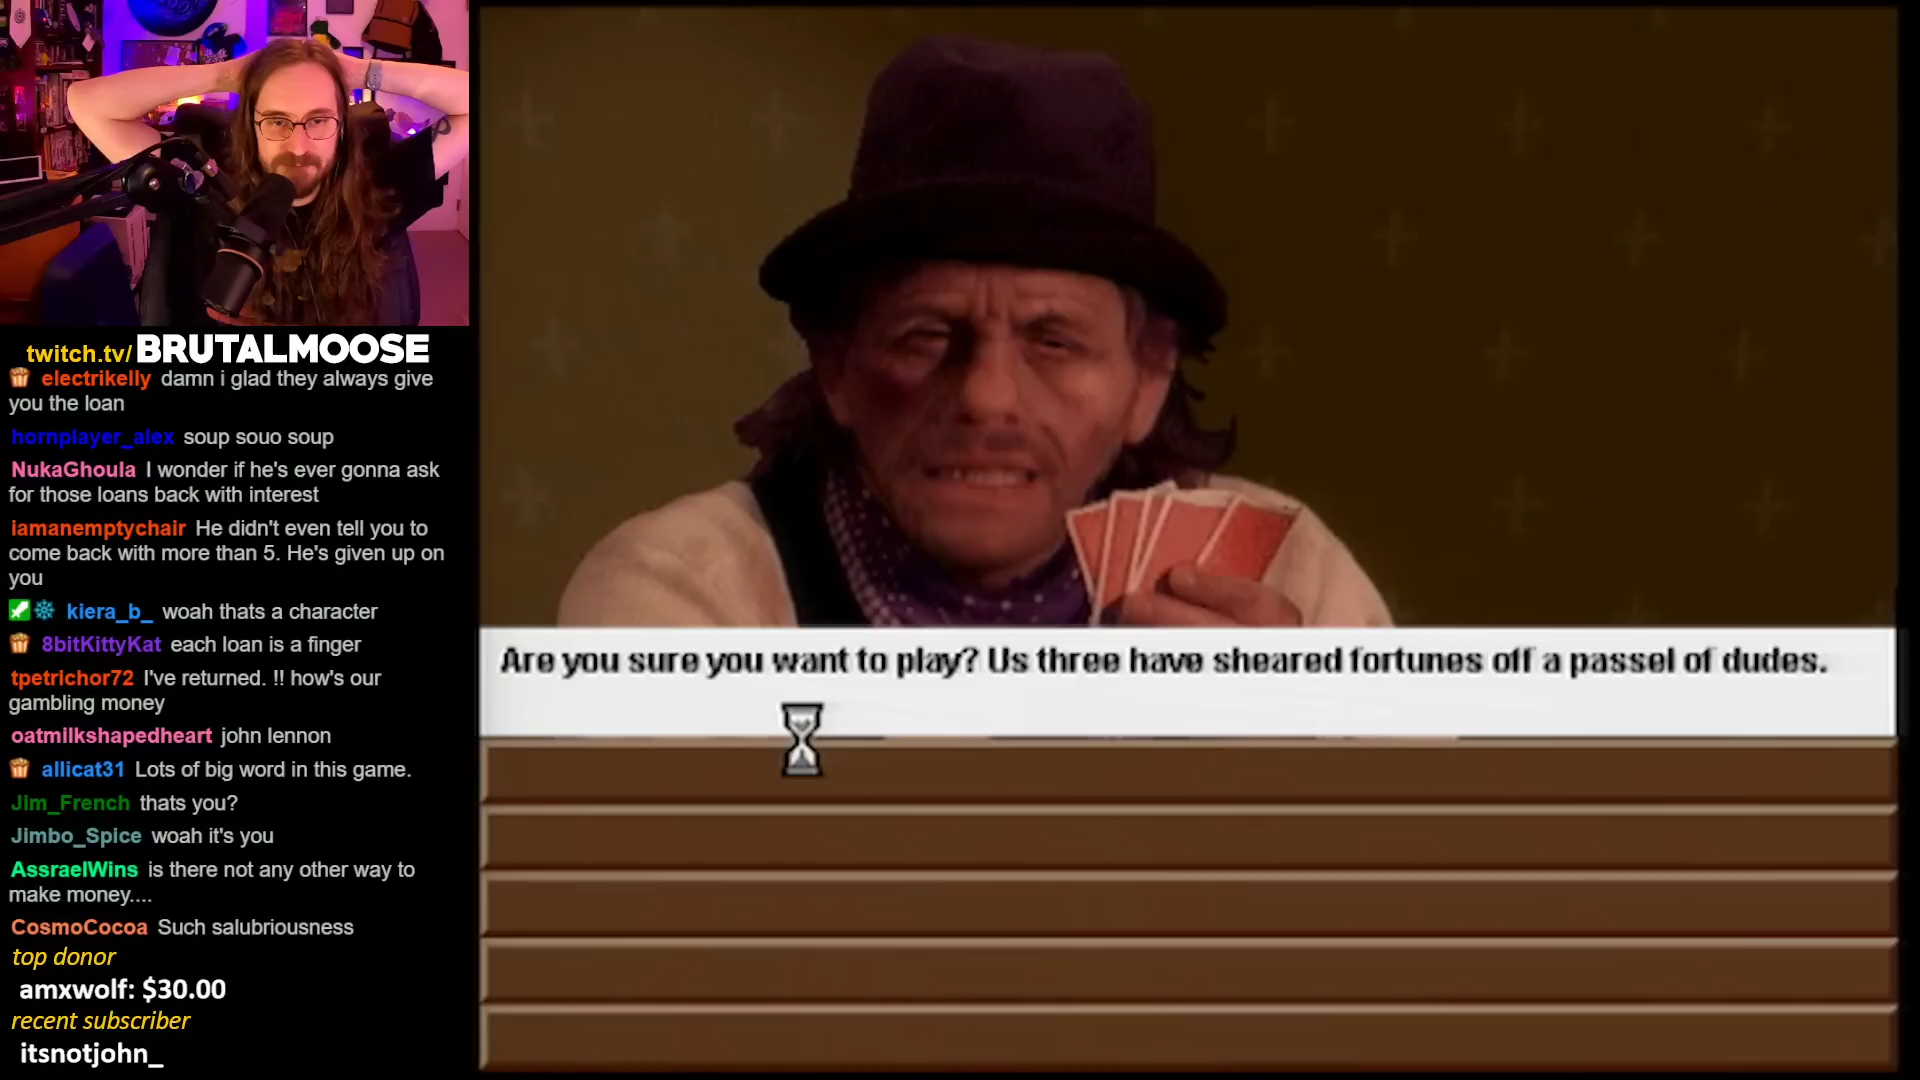 twitch.tv/BRUTALMOOSE
electrikelly damn i glad they always give
you the loan
hornplayer_alex soup souo soup
NukaGhoula I wonder if he's ever gonna ask
for those loans back with interest
iamanemptychair He didn't even tell you to
come back with more than 5. He's given up on
you
kiera_b_ woah thats a character
8bitKittyKat each loan is a finger
tpetrichor72 I've returned. !! how's our
gambling money
oatmilkshapedheart john lennon
allicat31 Lots of big word in this game.
Jim_French thats you?
Jimbo_Spice woah it's you
AssraelWins is there not any other way to
make money....
CosmoCocoa Such salubriousness
top donor
amxwolf: $30.00
recent subscriber
itsnotjohn_
Are you sure you want to play? Us three have sheared fortunes off a passel of dudes.